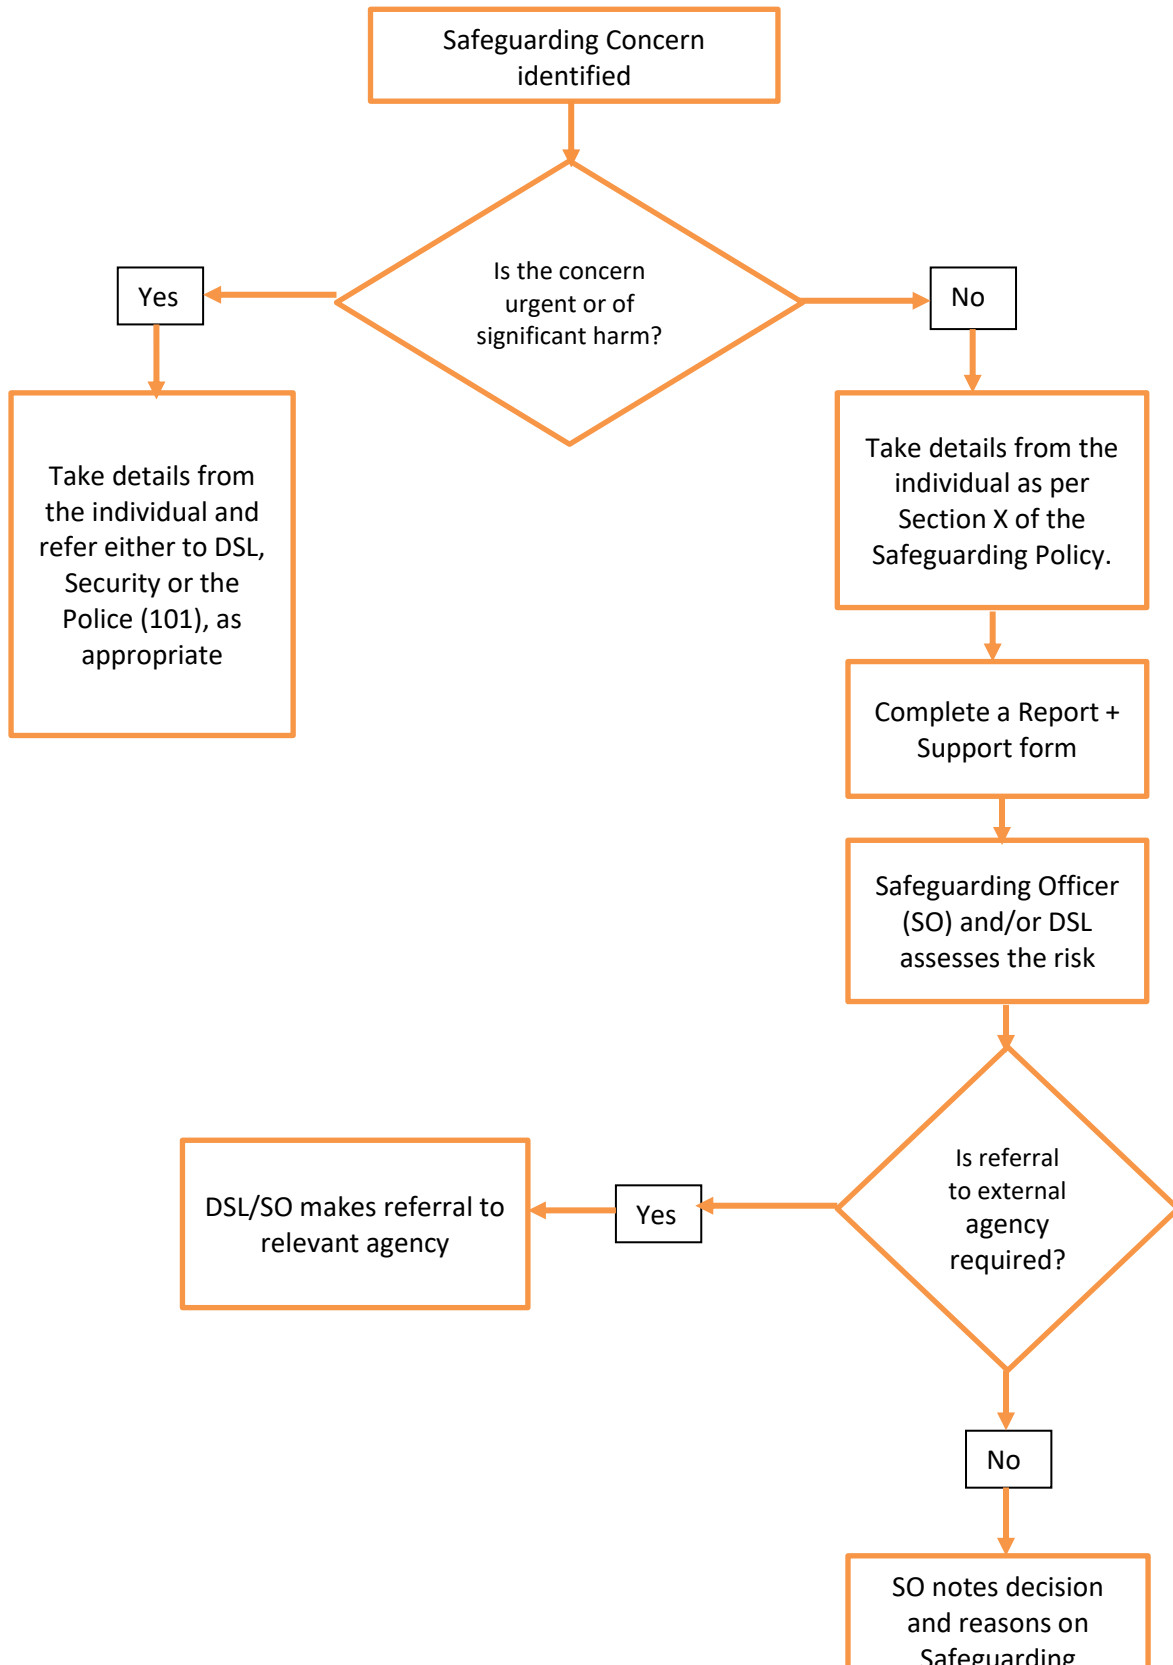 Safeguarding Concern
identified
Is the concern
urgent or of
significant harm?
Yes
No
Take details from
the individual and
refer either to DSL,
Security or the
Police (101), as
appropriate
Take details from the
individual as per
Section X of the
Safeguarding Policy.
Complete a Report +
Support form
Safeguarding Officer
(SO) and/or DSL
assesses the risk
Is referral
to external
agency
required?
Yes
DSL/SO makes referral to
relevant agency
No
SO notes decision
and reasons on
Safeguarding